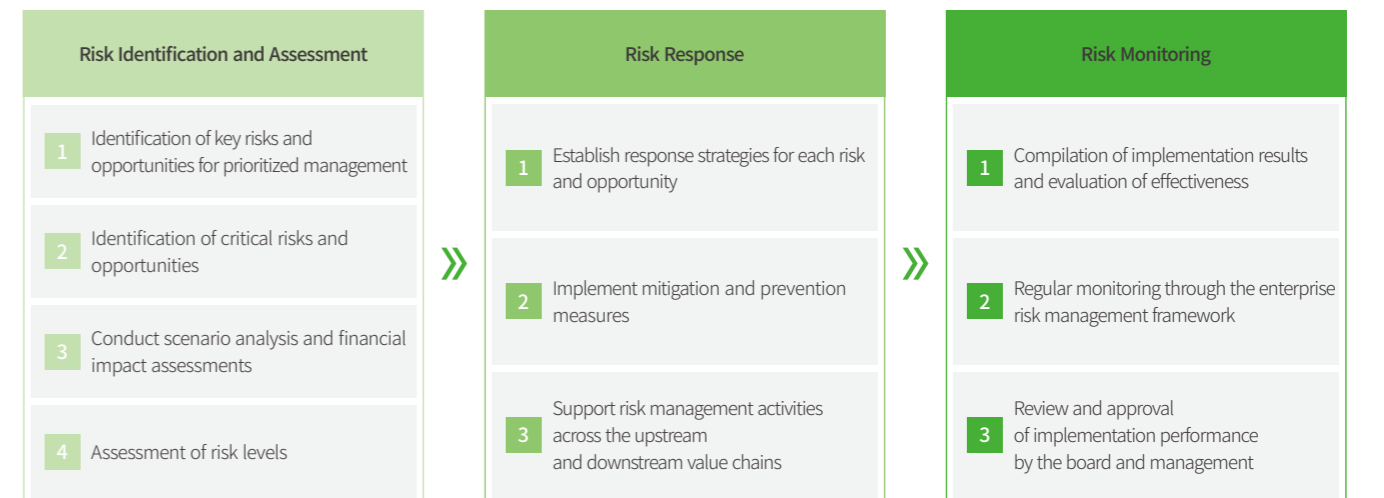 Risk Identification and Assessment
1
Identification of key risks and
opportunities for prioritized management
2
Identification of critical risks and
opportunities
3
Conduct scenario analysis and financial
impact assessments
4
Assessment of risk levels
Risk Response
1
Establish response strategies for each risk
and opportunity
2
Implement mitigation and prevention
measures
3
Support risk management activities
across the upstream
and downstream value chains
Risk Monitoring
1
Compilation of implementation results
and evaluation of effectiveness
2
Regular monitoring through the enterprise
risk management framework
3
Review and approval
of implementation performance
by the board and management